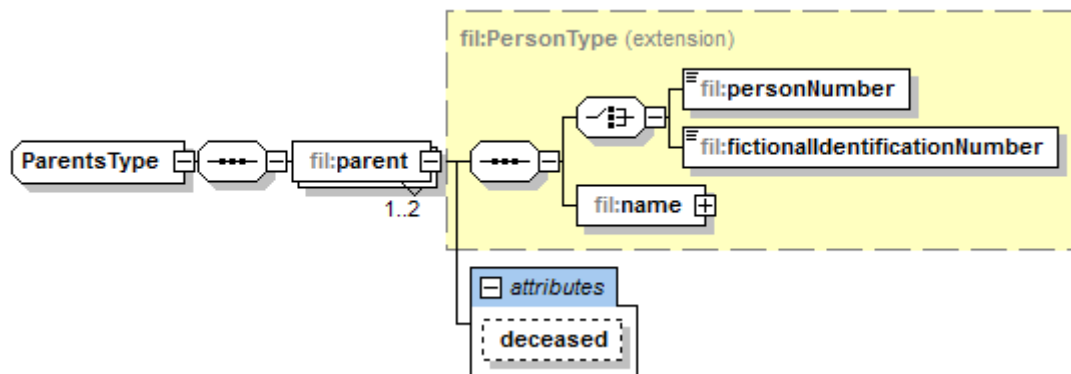 fil:PersonType (extension)
fil:personNumber
ParentsType
fil:parent
fil:fictionalIdentificationNumber
1..2
fil:name
attributes
deceased